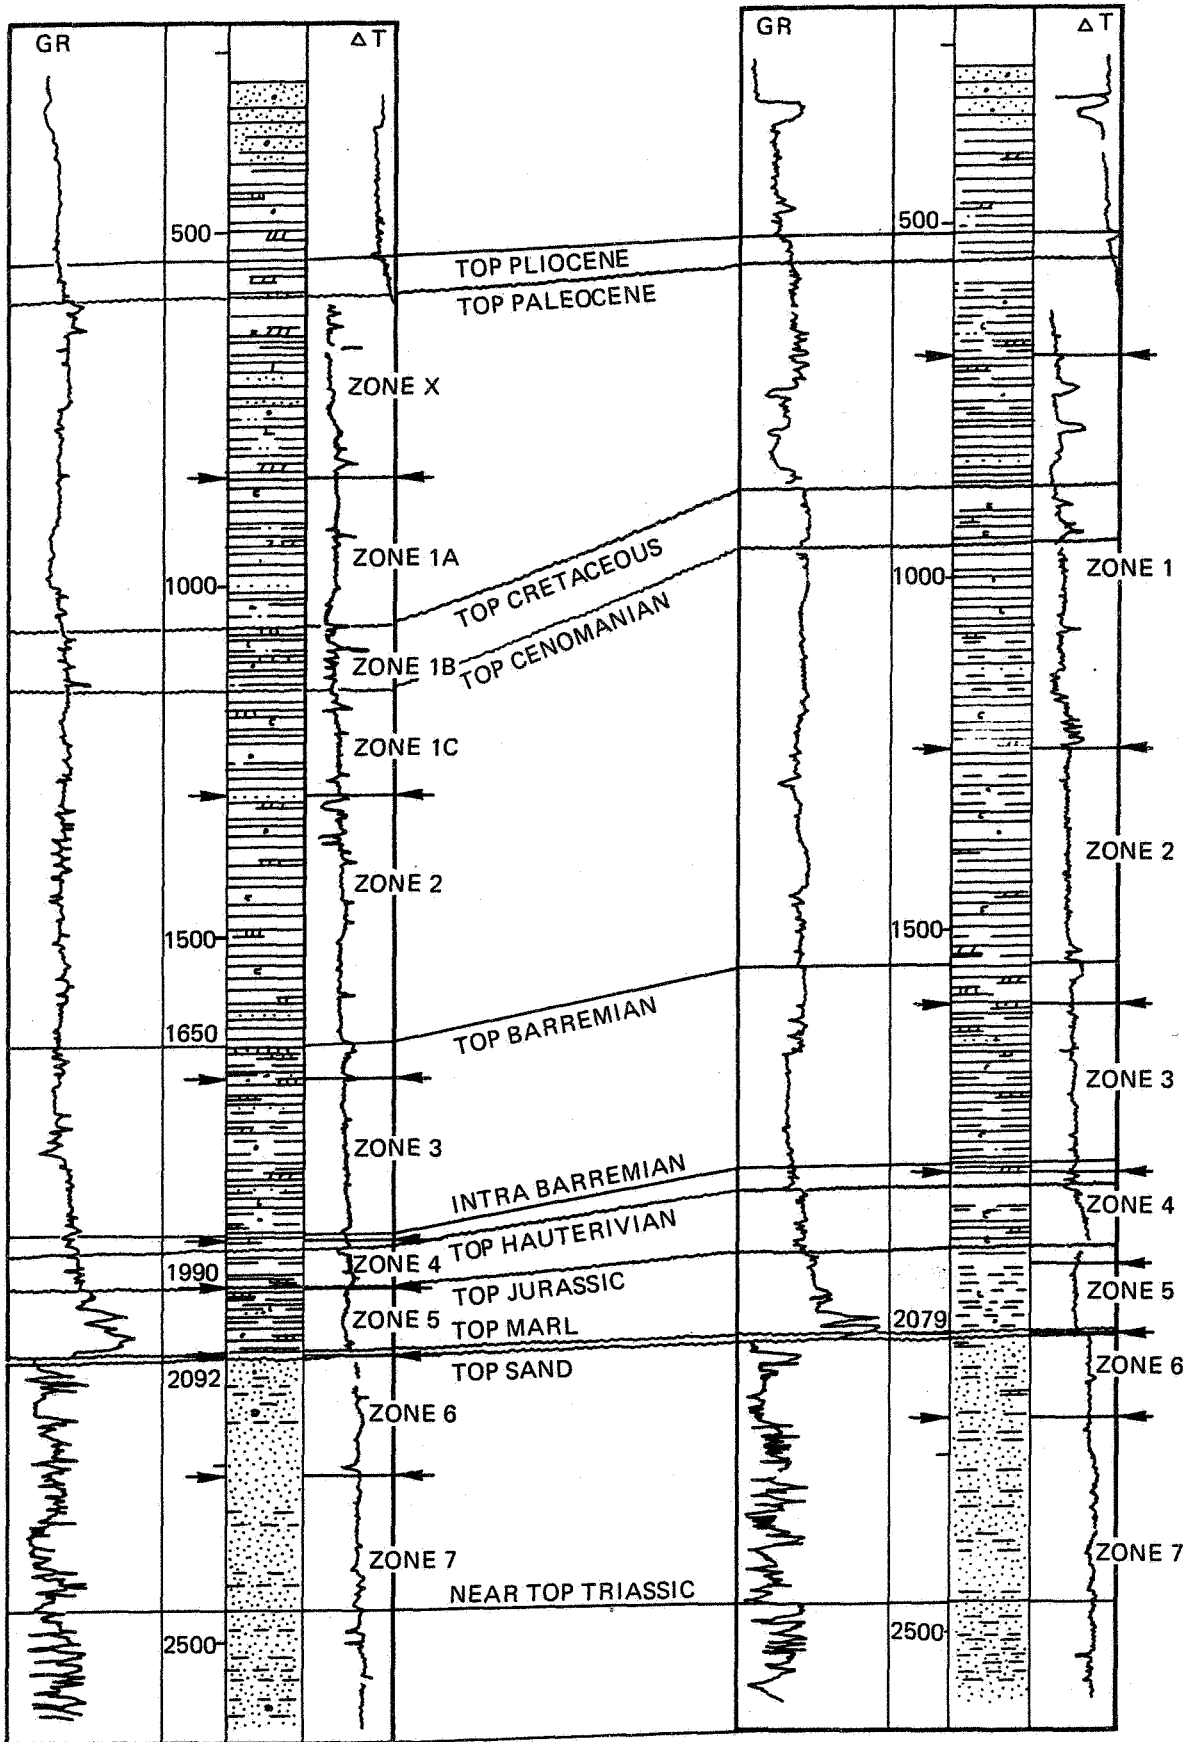 GR
Δ T
GR
Δ T
500
500
TOP PLIOCENE
TOP PALEOCENE
ZONE X
ZONE 1A
1000
TOP CRETACEOUS
1000
ZONE 1
ZONE 1B
TOP CENOMANIAN
ZONE 1C
ZONE 2
ZONE 2
1500
1500
1650
TOP BARREMIAN
ZONE 3
ZONE 3
INTRA BARREMIAN
TOP HAUTERIVIAN
ZONE 4
ZONE 4
1990
TOP JURASSIC
ZONE 5
ZONE 5
TOP MARL
2079
TOP SAND
2092
ZONE 6
ZONE 6
ZONE 7
ZONE 7
NEAR TOP TRIASSIC
2500
2500